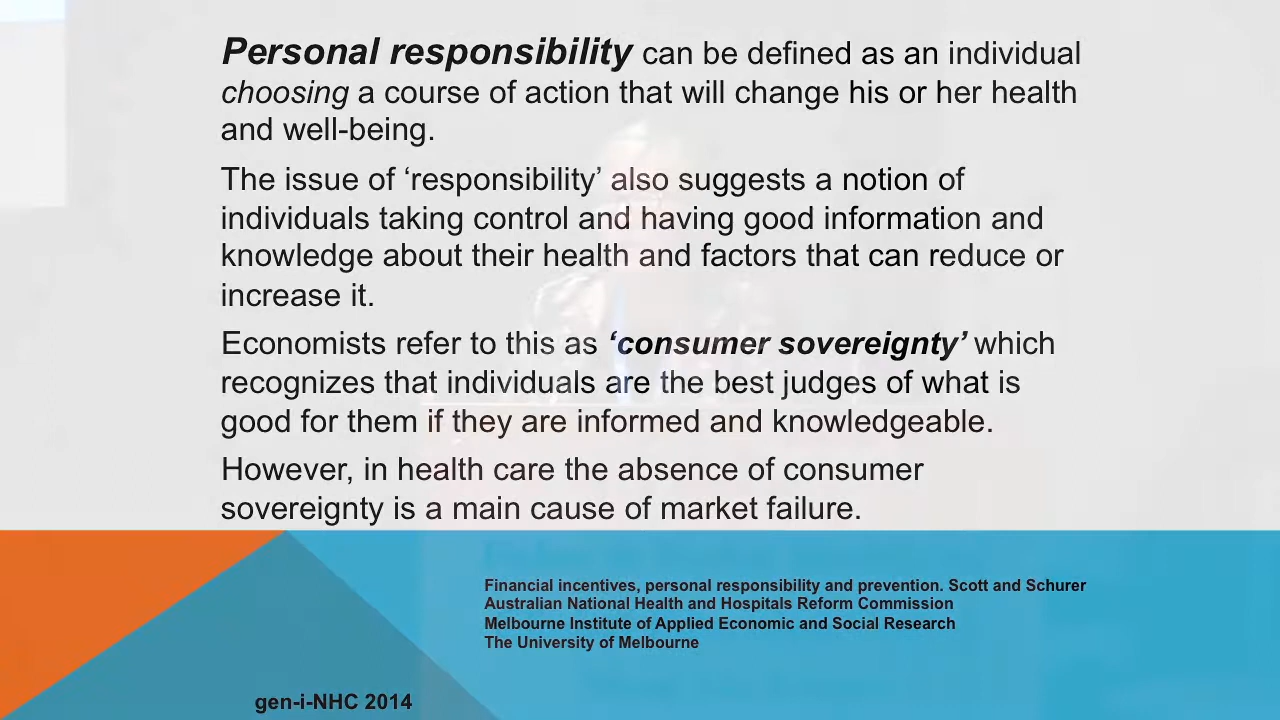 Personal responsibility can be defined as an individual
choosing a course of action that will change his or her health
and well-being.
The issue of ‘responsibility’ also suggests a notion of
individuals taking control and having good information and
knowledge about their health and factors that can reduce or
increase it.
Economists refer to this as ‘consumer sovereignty’ which
recognizes that individuals are the best judges of what is
good for them if they are informed and knowledgeable.
However, in health care the absence of consumer
sovereignty is a main cause of market failure.
Financial incentives, personal responsibility and prevention. Scott and Schurer
Australian National Health and Hospitals Reform Commission
Melbourne Institute of Applied Economic and Social Research
The University of Melbourne
gen-i-NHC 2014